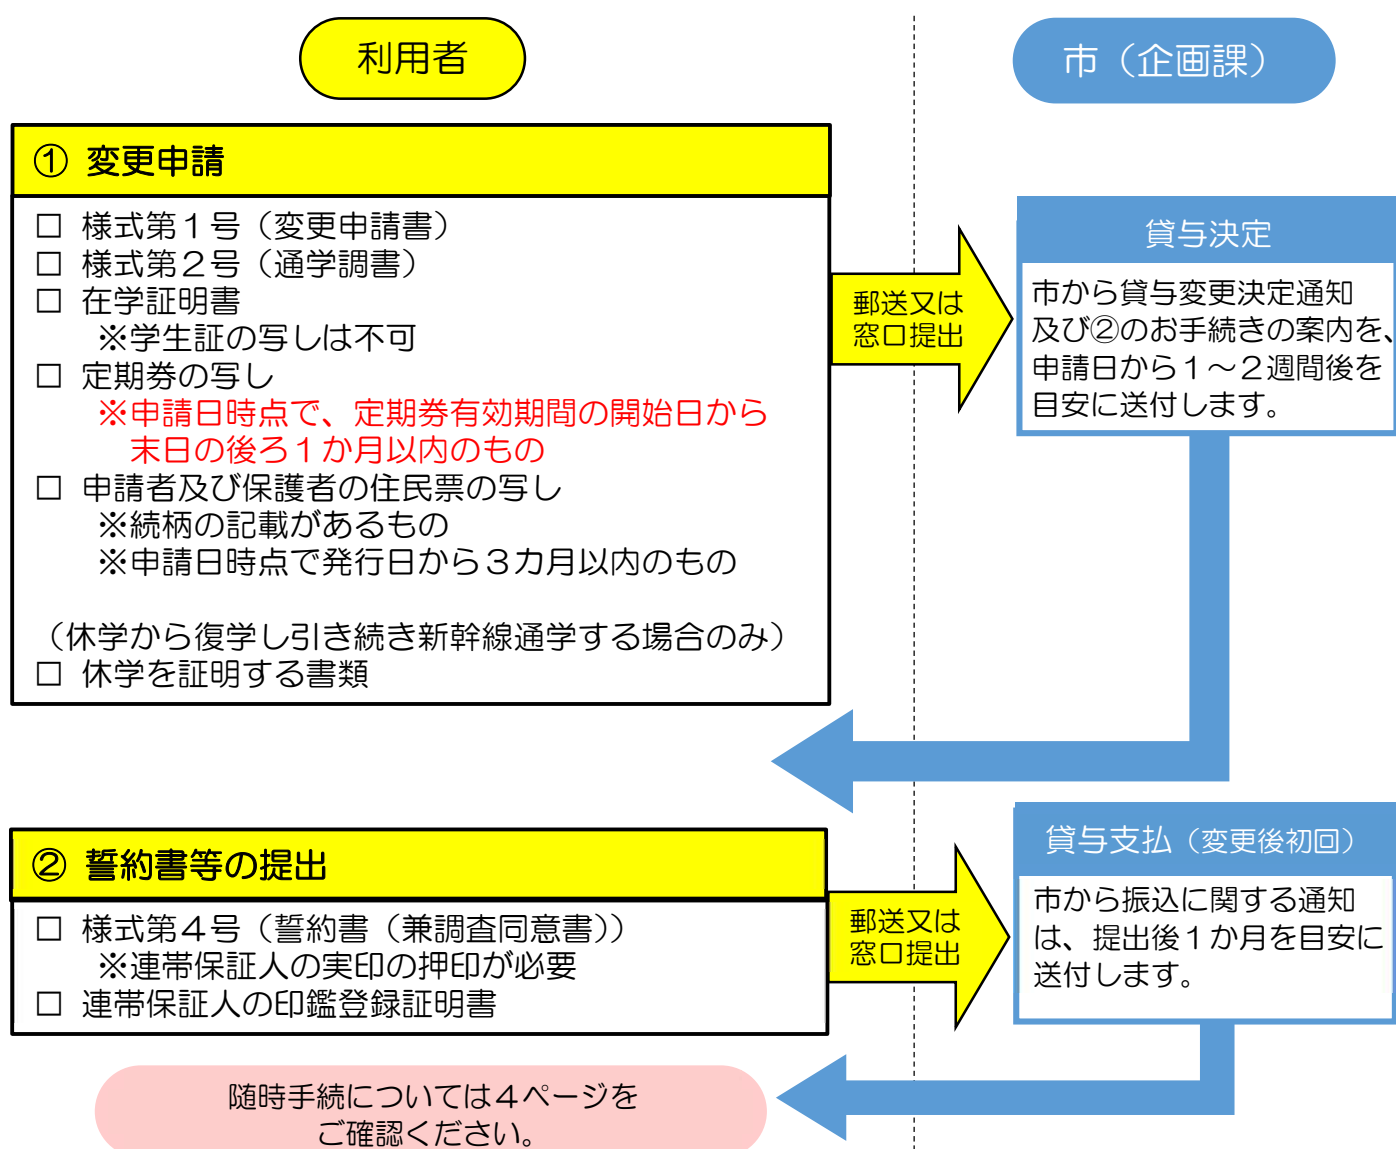 利用者
市（企画課）
① 変更申請
□ 様式第１号（変更申請書）
□ 様式第２号（通学調書）
□ 在学証明書
※学生証の写しは不可
□ 定期券の写し
※申請日時点で、定期券有効期間の開始日から
末日の後ろ１か月以内のもの
□ 申請者及び保護者の住民票の写し
※続柄の記載があるもの
※申請日時点で発行日から３カ月以内のもの
（休学から復学し引き続き新幹線通学する場合のみ）
□ 休学を証明する書類
郵送又は
窓口提出
貸与決定
市から貸与変更決定通知
及び②のお手続きの案内を、
申請日から１～２週間後を
目安に送付します。
② 誓約書等の提出
□ 様式第４号（誓約書（兼調査同意書））
※連帯保証人の実印の押印が必要
□ 連帯保証人の印鑑登録証明書
郵送又は
窓口提出
貸与支払（変更後初回）
市から振込に関する通知
は、提出後１か月を目安に
送付します。
随時手続については４ページを
ご確認ください。